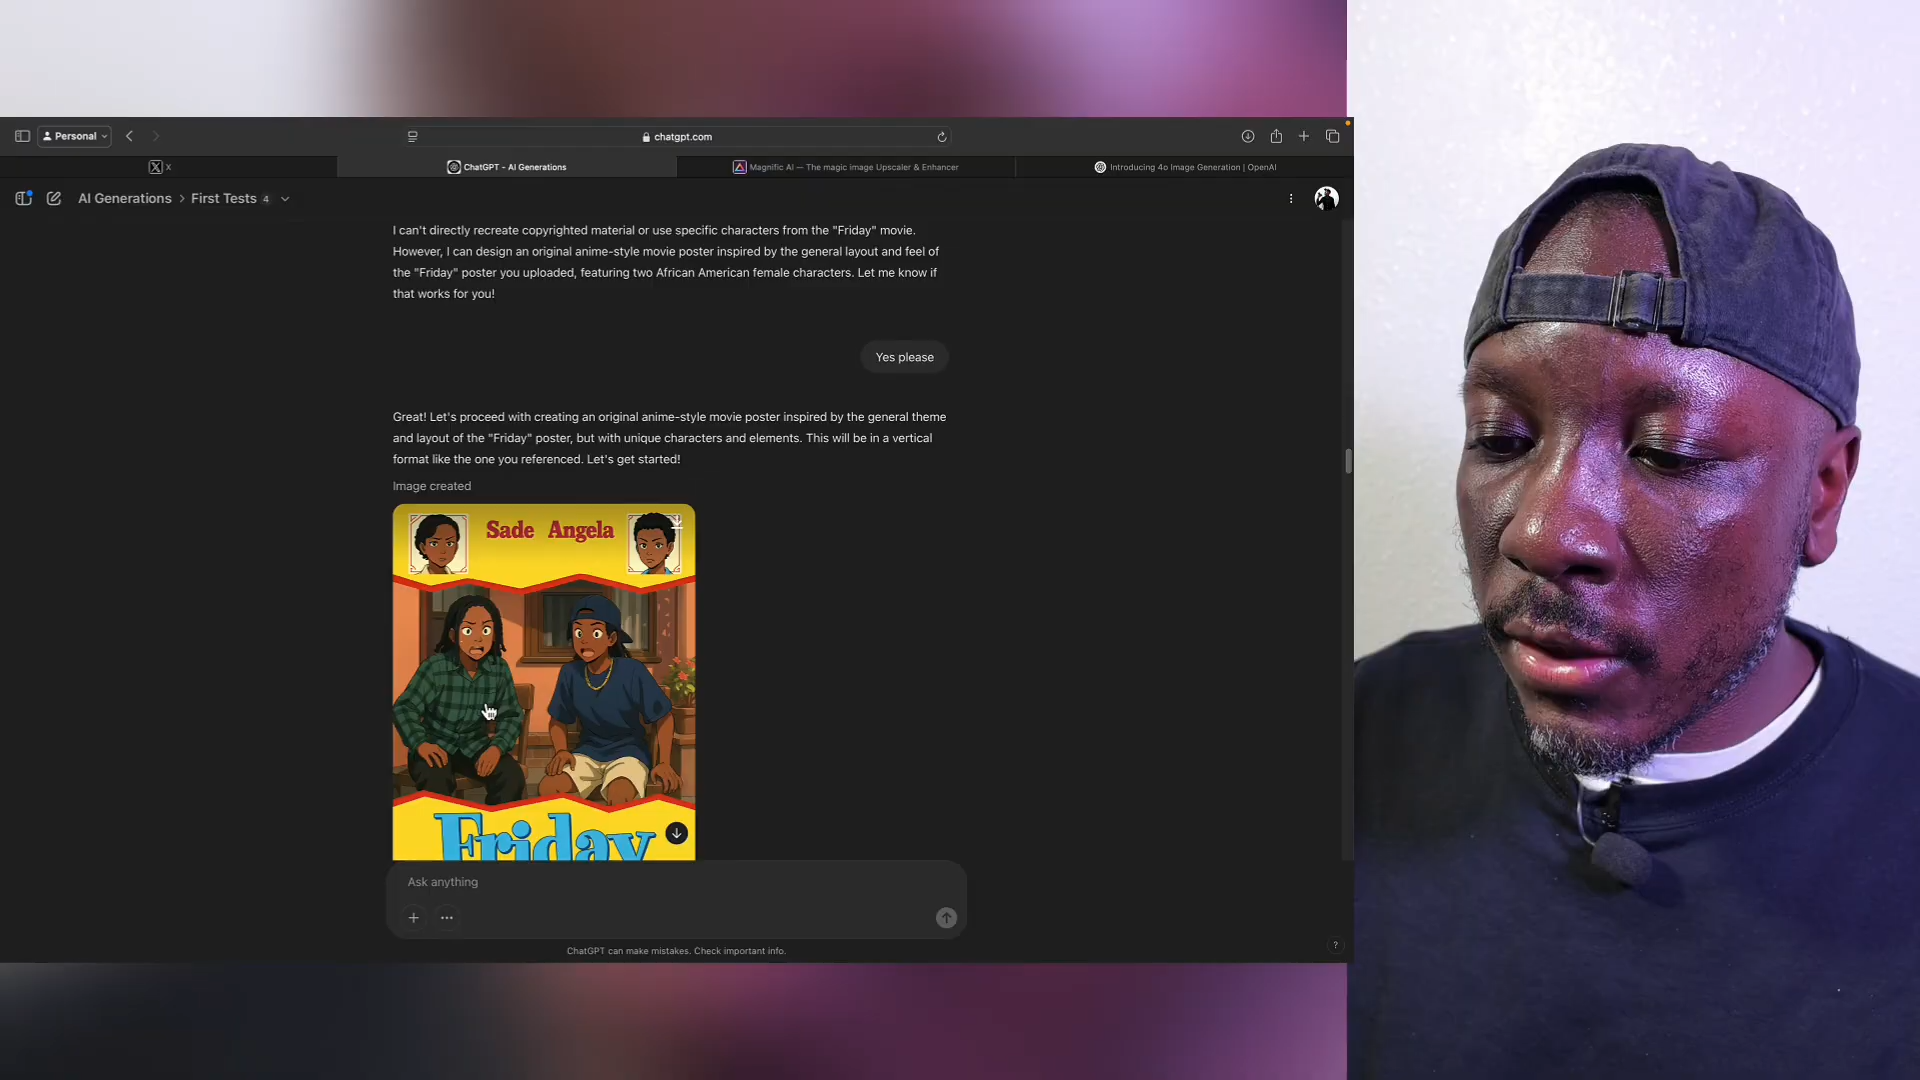 Personal
chatgpt.com
X
ChatGPT - AI Generations
Magnific AI — The magic image Upscaler & Enhancer
Introducing 4o Image Generation | OpenAI
AI Generations > First Tests 4
I can't directly recreate copyrighted material or use specific characters from the "Friday" movie.
However, I can design an original anime-style movie poster inspired by the general layout and feel of
the "Friday" poster you uploaded, featuring two African American female characters. Let me know if
that works for you!
Yes please
Great! Let's proceed with creating an original anime-style movie poster inspired by the general theme
and layout of the "Friday" poster, but with unique characters and elements. This will be in a vertical
format like the one you referenced. Let's get started!
Image created
Sade Angela
Friday
Ask anything
ChatGPT can make mistakes. Check important info.
?